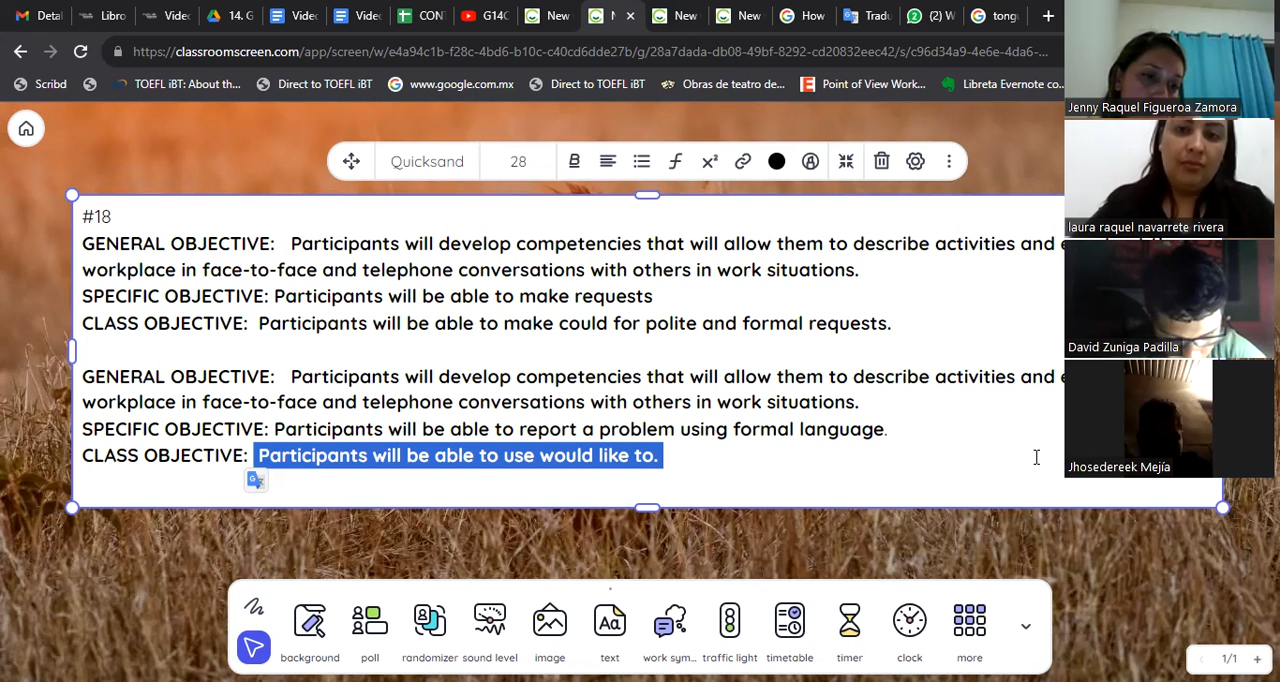 Detal
Libro
Videc
14. G
Videc
Videc
CON
G14C
New
N
New
New
How
Tradu
(2) W
tong
https://classroomscreen.com/app/screen/w/e4a94c1b-f28c-4bd6-b10c-c40cd6dde27b/g/28a7dada-db08-49bf-8292-cd20832eec42/s/c96d34a9-4e6e-4da6-...
Scribd
TOEFL iBT: About th...
Direct to TOEFL iBT
www.google.com.mx
Direct to TOEFL iBT
Obras de teatro de...
Point of View Work...
Libreta Evernote co...
Jenny Raquel Figueroa Zamora
Quicksand
28
#18
GENERAL OBJECTIVE: Participants will develop competencies that will allow them to describe activities and
workplace in face-to-face and telephone conversations with others in work situations.
SPECIFIC OBJECTIVE: Participants will be able to make requests
CLASS OBJECTIVE: Participants will be able to make could for polite and formal requests.
GENERAL OBJECTIVE: Participants will develop competencies that will allow them to describe activities and
workplace in face-to-face and telephone conversations with others in work situations.
SPECIFIC OBJECTIVE: Participants will be able to report a problem using formal language.
CLASS OBJECTIVE: Participants will be able to use would like to.
laura raquel navarrete rivera
David Zuniga Padilla
Jhosedereek Mejía
background
poll
randomizer
sound level
image
text
work sym...
traffic light
timetable
timer
clock
more
1/1